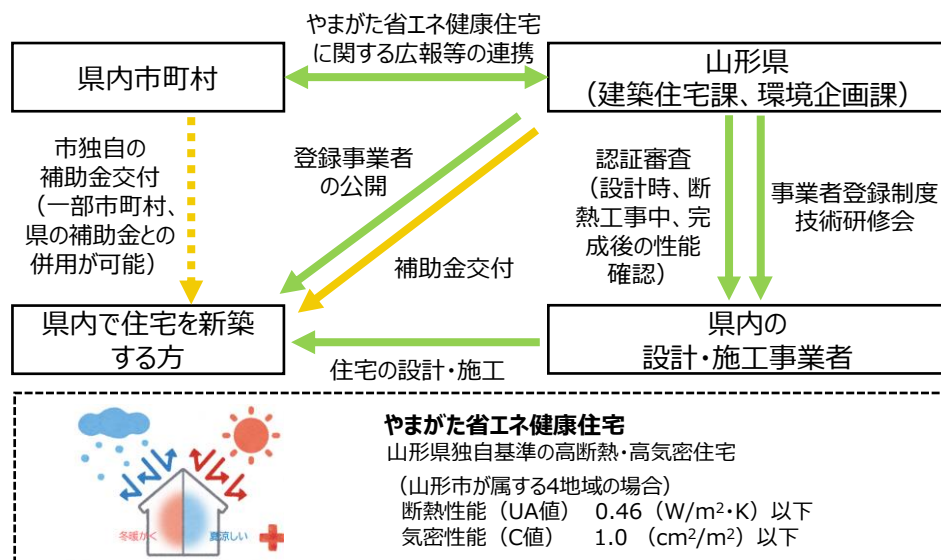 やまがた省エネ健康住宅
に関する広報等の連携
県内市町村
山形県
（建築住宅課、環境企画課）
市独自の
補助金交付
（一部市町村、
県の補助金との
併用が可能）
登録事業者
の公開
補助金交付
認証審査
（設計時、断
熱工事中、完
成後の性能
確認）
事業者登録制度
技術研修会
県内で住宅を新築
する方
住宅の設計・施工
県内の
設計・施工事業者
冬暖かく
夏涼しい
やまがた省エネ健康住宅
山形県独自基準の高断熱・高気密住宅
（山形市が属する4地域の場合）
断熱性能（UA値） 0.46（W/m²・K）以下
気密性能（C値） 1.0 （cm²/m²）以下